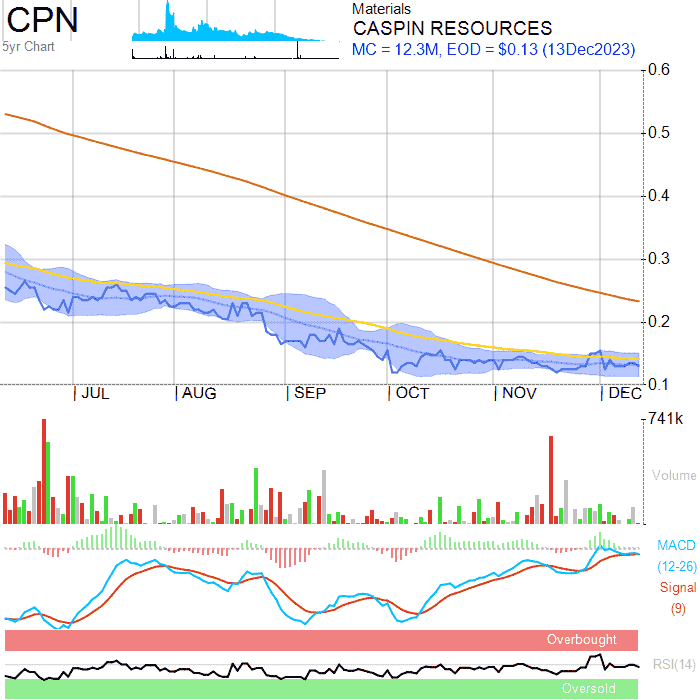 CPN
5yr Chart
Materials
CASPIN RESOURCES
MC = 12.3M, EOD = $0.13 (13Dec2023)
0.6
0.5
0.4
0.3
0.2
0.1
JUL AUG SEP OCT NOV DEC
741k
Volume
MACD
(12-26)
Signal
(9)
Overbought
RSI(14)
Oversold